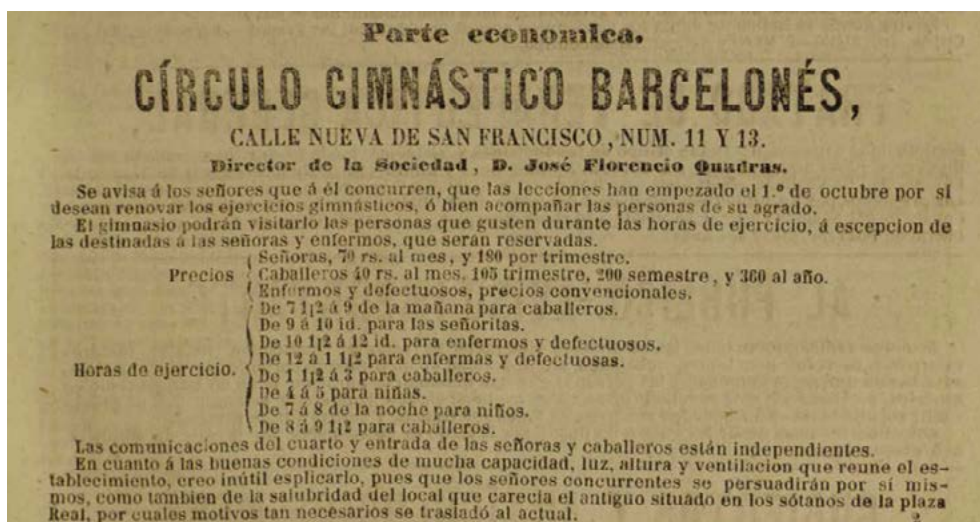 Parte economica.
CÍRCULO GIMNÁSTICO BARCELONÉS,
CALLE NUEVA DE SAN FRANCISCO, NUM. 11 Y 13.
Director de la Sociedad, D. José Florencio Quadras.
Se avisa á los señores que á él concurren, que las lecciones han empezado el 1.º de octubre por si
desean renovar los ejercicios gimnásticos, ó bien acompañar las personas de su agrado.
El gimnasio podrán visitarlo las personas que gusten durante las horas de ejercicio, á escepcion de
las destinadas á las señoras y enfermos, que serán reservadas.
Señoras, 70 rs. al mes, y 180 por trimestre.
Precios Caballeros 40 rs. al mes, 105 trimestre, 200 semestre, y 360 al año.
Enfermos y defectuosos, precios convencionales.
De 7 1¡2 á 9 de la mañana para caballeros.
De 9 á 10 id. para las señoritas.
De 10 1¡2 á 12 id. para enfermos y defectuosos.
De 12 á 1 1¡2 para enfermas y defectuosas.
Horas de ejercicio. De 1 1¡2 á 3 para caballeros.
De 4 á 5 para niñas.
De 7 á 8 de la noche para niños.
De 8 á 9 1¡2 para caballeros.
Las comunicaciones del cuarto y entrada de las señoras y caballeros están independientes.
En cuanto á las buenas condiciones de mucha capacidad, luz, altura y ventilacion que reune el es-
tablecimiento, creo inútil esplicarlo, pues que los señores concurrentes se persuadirán por sí mis-
mos, como tambien de la salubridad del local que carecia el antiguo situado en los sótanos de la plaza
Real, por cuales motivos tan necesarios se trasladó al actual. 2